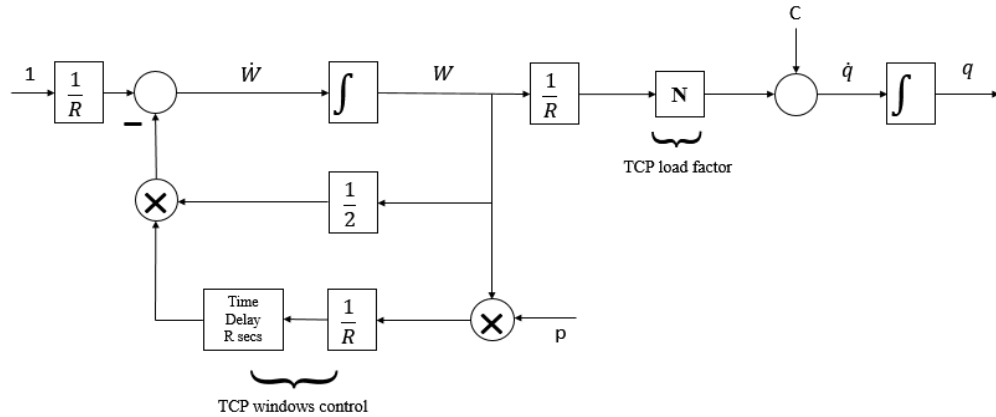 C
1
1
R
Ẇ
∫
W
1
R
N
q̇
∫
q
−
TCP load factor
×
1
2
Time
Delay
R secs
1
R
×
p
TCP windows control